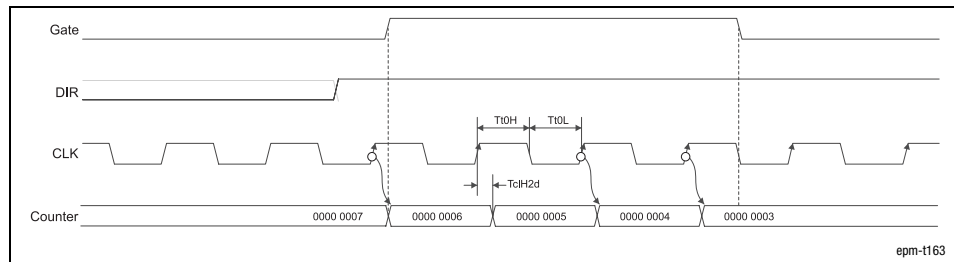 Gate
DIR
Tt0H Tt0L
CLK
TclH2d
Counter 0000 0007 0000 0006 0000 0005 0000 0004 0000 0003
epm-t163